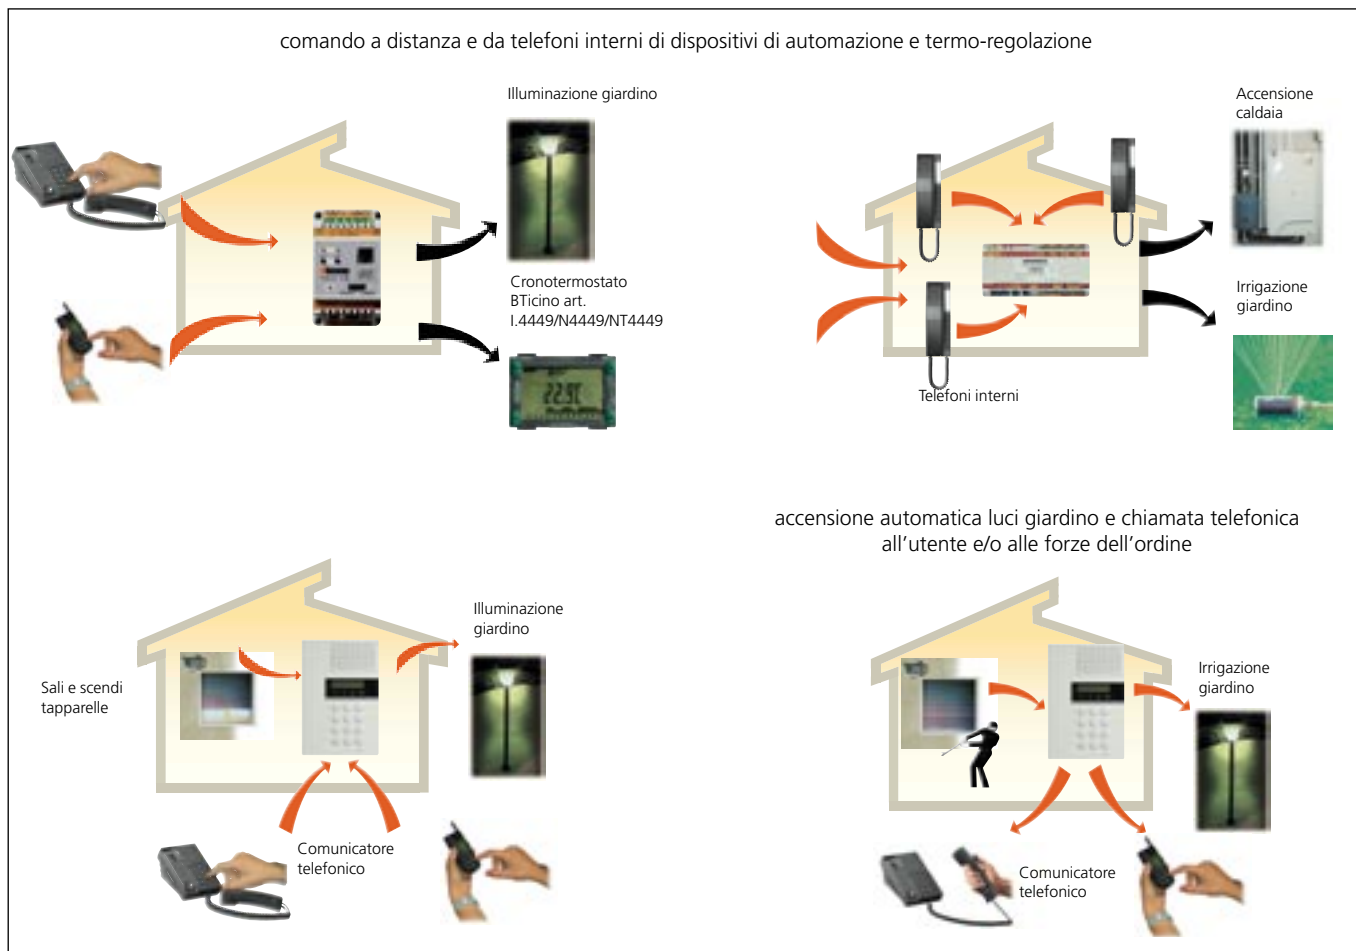 comando a distanza e da telefoni interni di dispositivi di automazione e termo-regolazione
Illuminazione giardino
Cronotermostato
BTicino art.
I.4449/N4449/NT4449
22.9°C
Accensione
caldaia
Irrigazione
giardino
Telefoni interni
Sali e scendi
tapparelle
Illuminazione
giardino
Comunicatore
telefonico
accensione automatica luci giardino e chiamata telefonica
all'utente e/o alle forze dell'ordine
Irrigazione
giardino
Comunicatore
telefonico